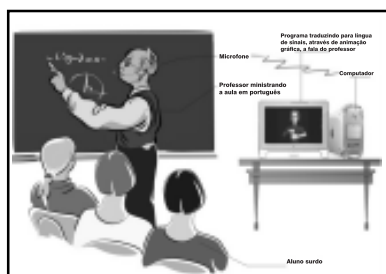 Programa traduzindo para língua
de sinais, através de animação
gráfica, a fala do professor
Microfone
Computador
Professor ministrando
a aula em português
Aluno surdo